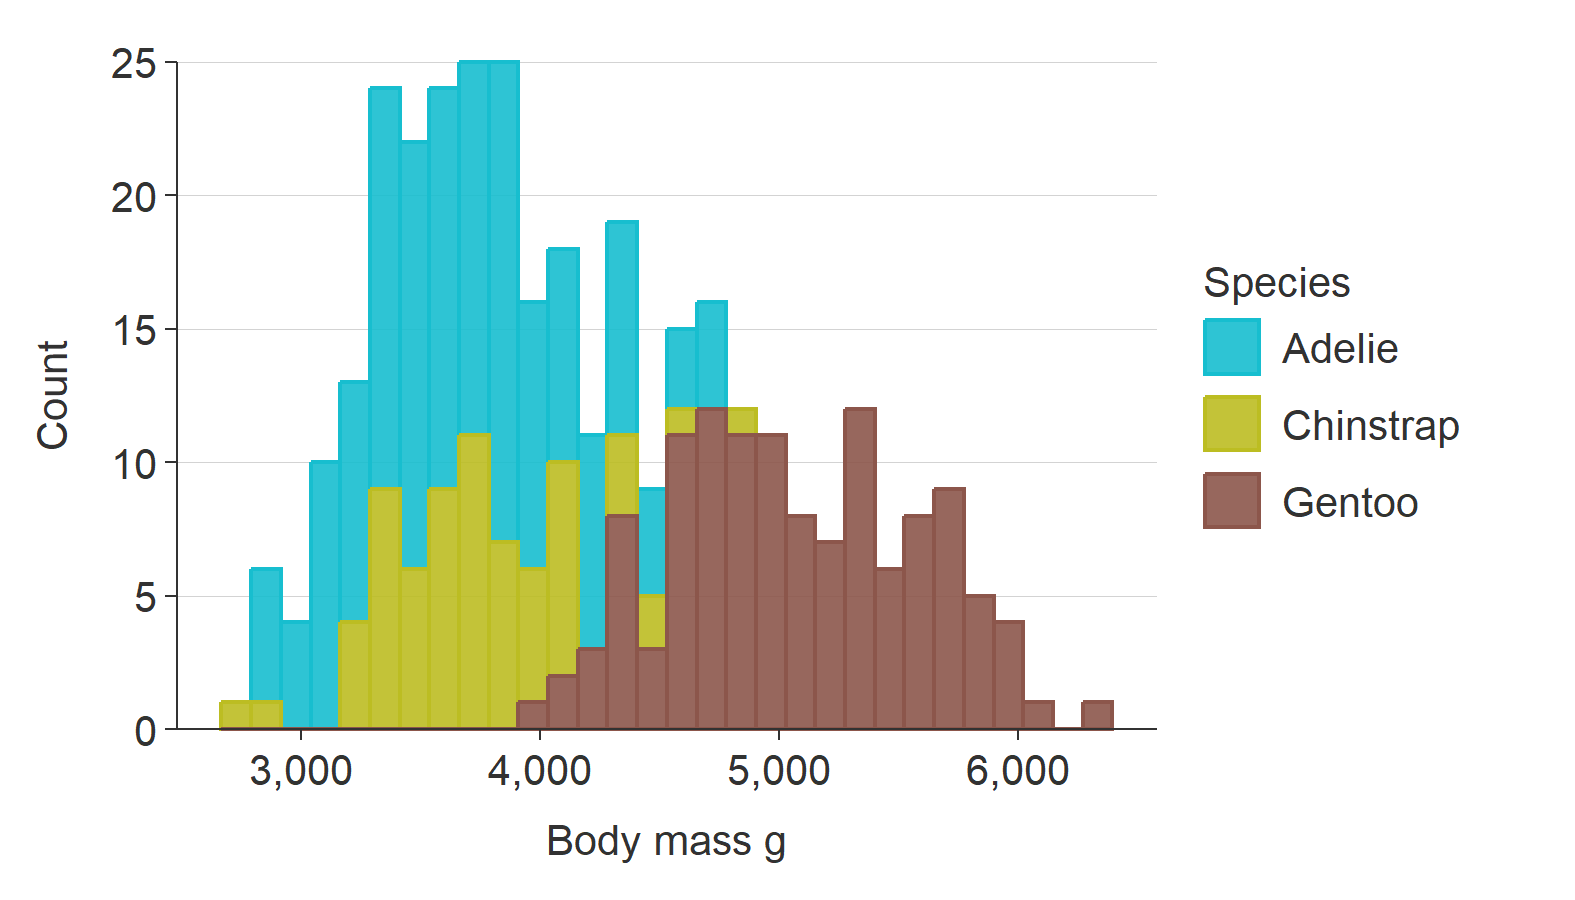 25
20
15
10
5
0
Count
3,000 4,000 5,000 6,000
Body mass g
Species
Adelie
Chinstrap
Gentoo